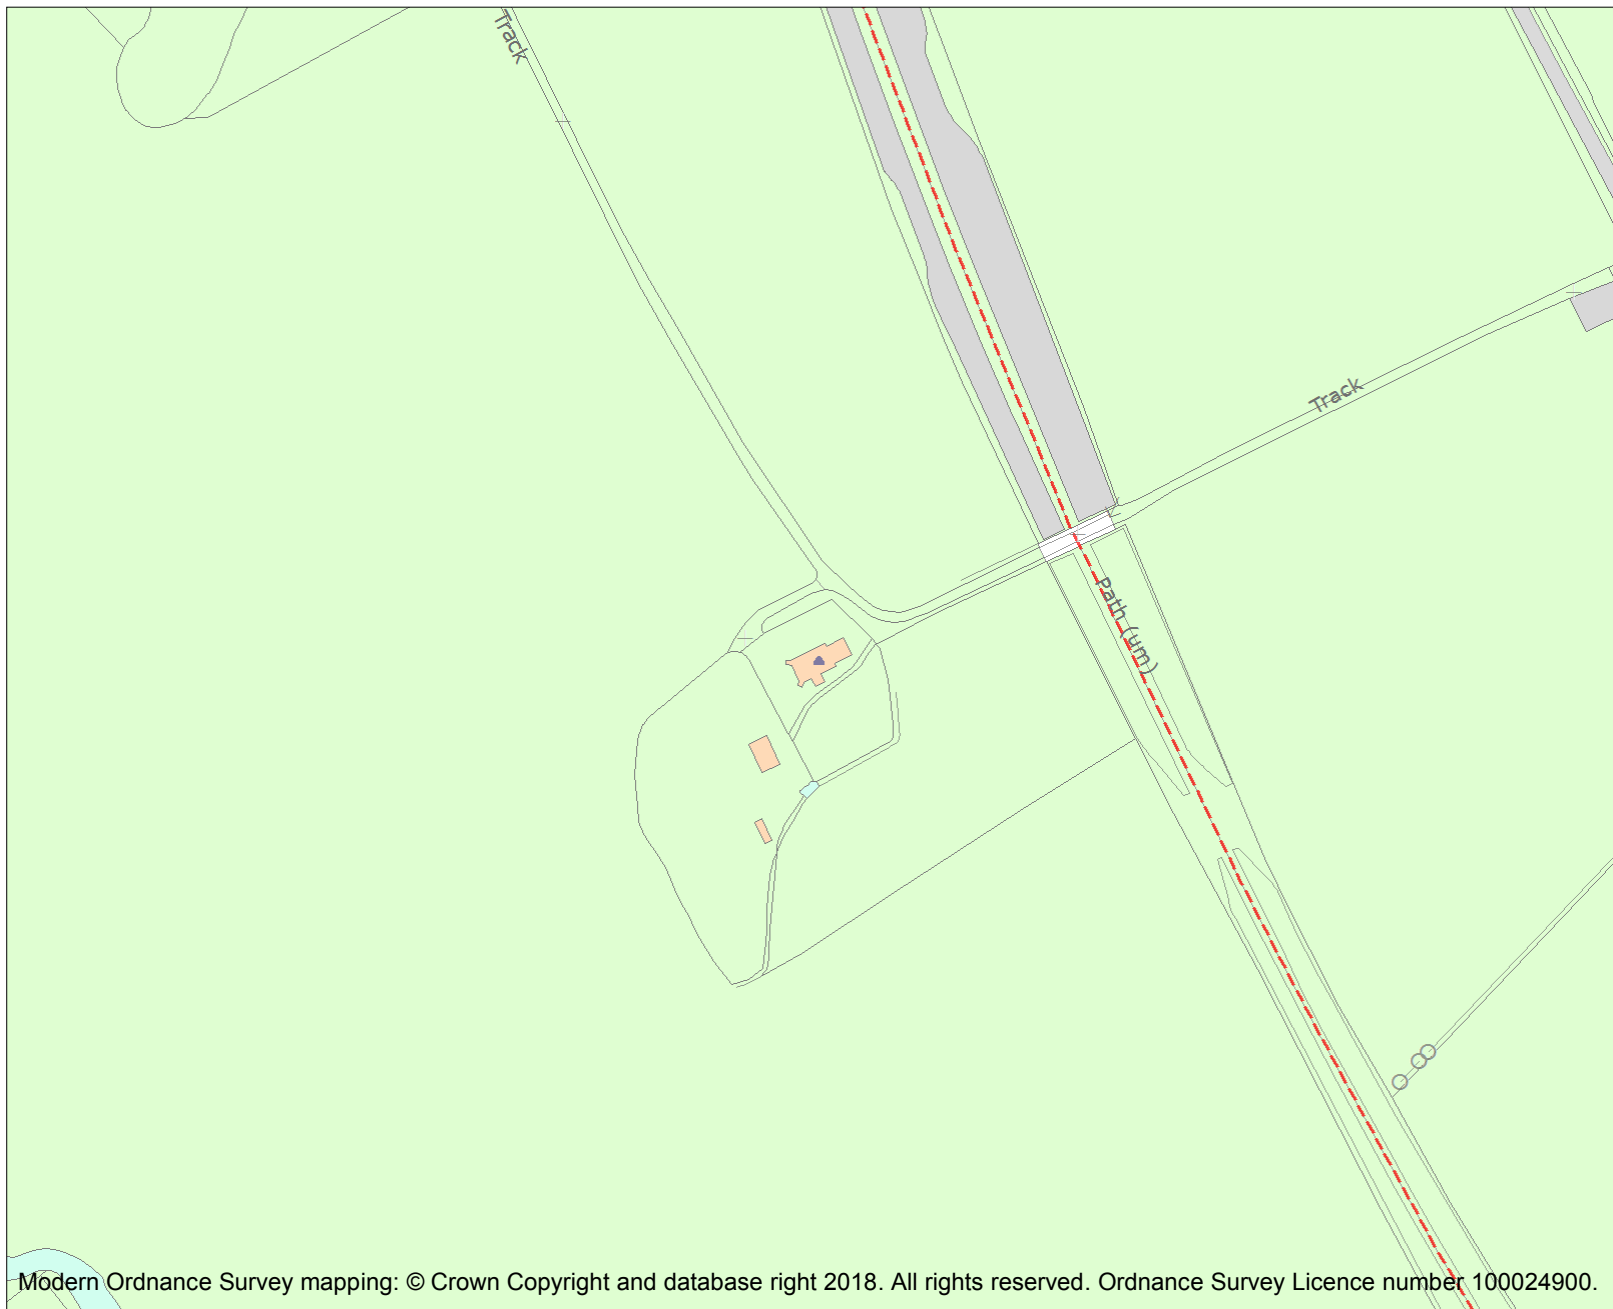 Track
Track
Path (um)
Modern Ordnance Survey mapping: © Crown Copyright and database right 2018. All rights reserved. Ordnance Survey Licence number 100024900.